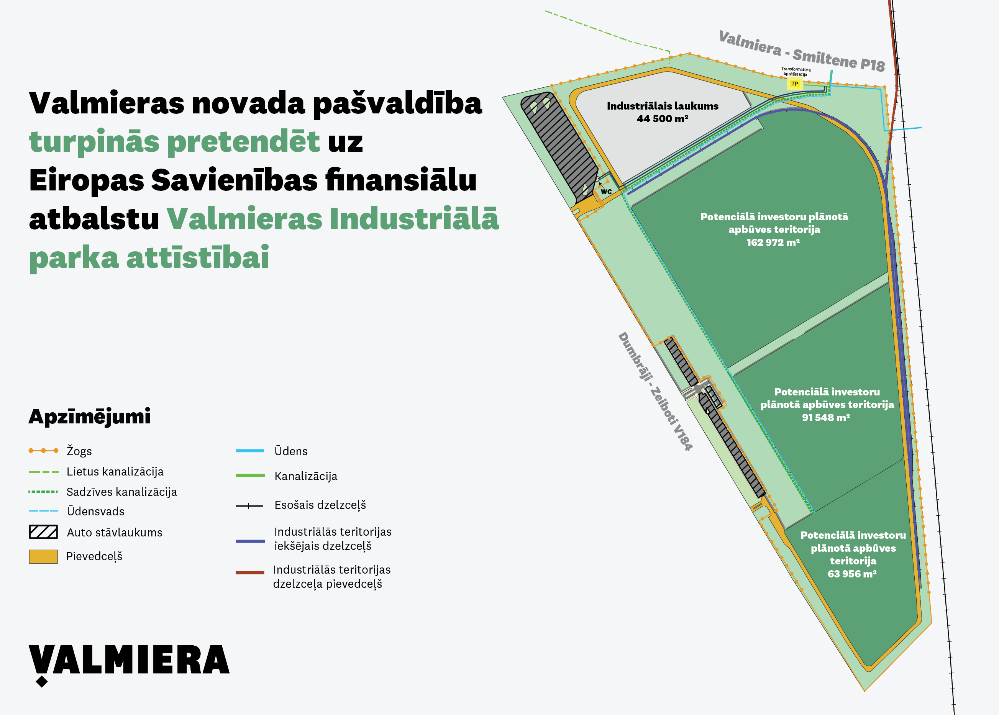 Valmieras novada pašvaldība
turpinās pretendēt uz
Eiropas Savienības finansiālu
atbalstu Valmieras Industriālā
parka attīstībai
Valmiera - Smiltene P18
Transformatora
apakšstacija
TP
Industriālais laukums
44 500 m²
WC
Potenciālā investoru plānotā
apbūves teritorija
162 972 m²
Dumbrāji - Zeiboti V184
Potenciālā investoru
plānotā apbūves teritorija
91 548 m²
Potenciālā investoru
plānotā apbūves
teritorija
63 956 m²
Apzīmējumi
Žogs
Lietus kanalizācija
Sadzīves kanalizācija
Ūdensvads
Auto stāvlaukums
Pievedceļš
Ūdens
Kanalizācija
Esošais dzelzceļš
Industriālās teritorijas
iekšējais dzelzceļš
Industriālās teritorijas
dzelzceļa pievedceļš
VALMIERA